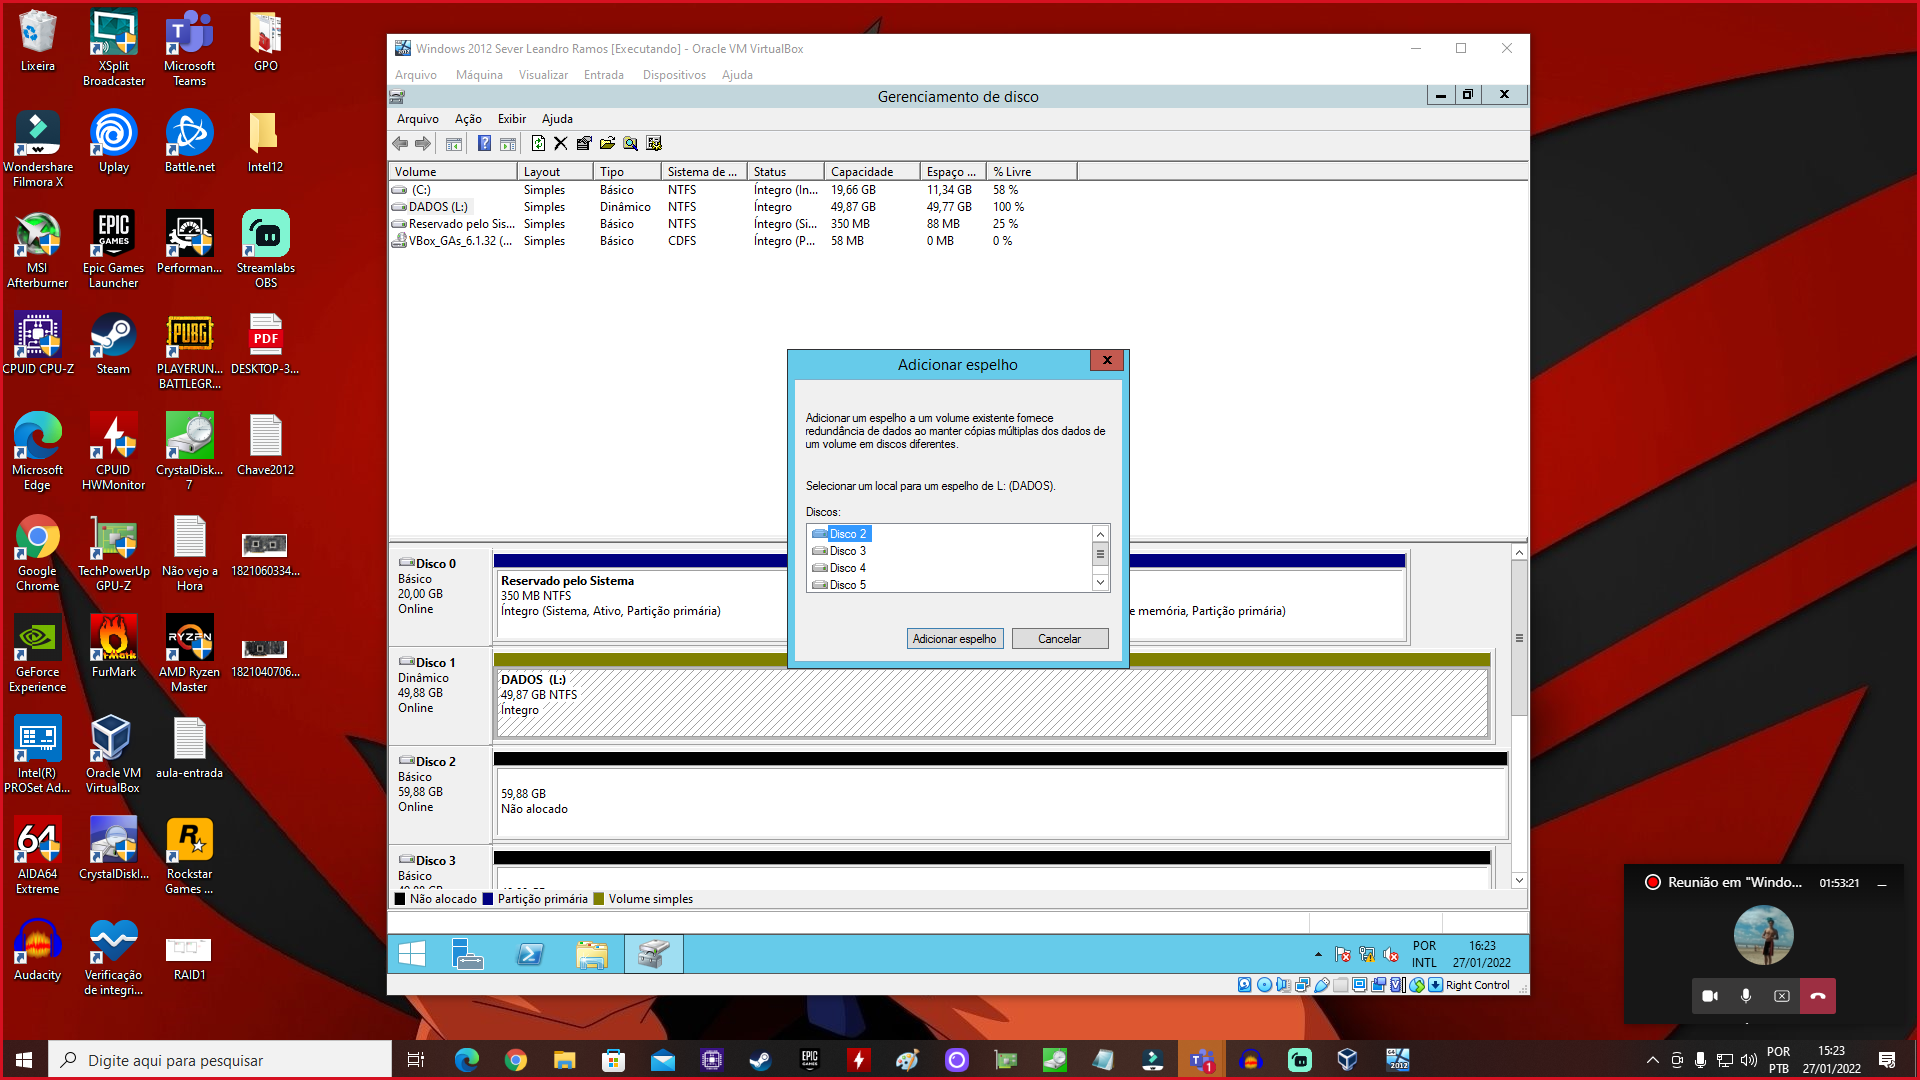 Lixeira
XSplit
Broadcaster
Microsoft
Teams
GPO
Wondershare
Filmora X
Uplay
Battle.net
Intel12
MSI
Afterburner
Epic Games
Launcher
Performan...
Streamlabs
OBS
CPUID CPU-Z
Steam
PLAYERUN...
BATTLEGR...
DESKTOP-3...
Microsoft
Edge
CPUID
HWMonitor
CrystalDisk...
7
Chave2012
Google
Chrome
TechPowerUp
GPU-Z
Não vejo a
Hora
1821060334...
GeForce
Experience
FurMark
AMD Ryzen
Master
1821040706...
Intel(R)
PROSet Ad...
Oracle VM
VirtualBox
aula-entrada
AIDA64
Extreme
CrystalDiskI...
Rockstar
Games ...
Audacity
Verificação
de integri...
RAID1
Windows 2012 Sever Leandro Ramos [Executando] - Oracle VM VirtualBox
Arquivo Máquina Visualizar Entrada Dispositivos Ajuda
Gerenciamento de disco
Arquivo Ação Exibir Ajuda
Volume Layout Tipo Sistema de ... Status Capacidade Espaço ... % Livre
(C:) Simples Básico NTFS Íntegro (In... 19,66 GB 11,34 GB 58 %
DADOS (L:) Simples Dinâmico NTFS Íntegro 49,87 GB 49,77 GB 100 %
Reservado pelo Sis... Simples Básico NTFS Íntegro (Si... 350 MB 88 MB 25 %
VBox_GAs_6.1.32 (... Simples Básico CDFS Íntegro (P... 58 MB 0 MB 0 %
Adicionar espelho
Adicionar um espelho a um volume existente fornece
redundância de dados ao manter cópias múltiplas dos dados de
um volume em discos diferentes.
Selecionar um local para um espelho de L: (DADOS).
Discos:
Disco 2
Disco 3
Disco 4
Disco 5
Adicionar espelho Cancelar
Disco 0
Básico
20,00 GB
Online
Reservado pelo Sistema
350 MB NTFS
Íntegro (Sistema, Ativo, Partição primária)
e memória, Partição primária)
Disco 1
Dinâmico
49,88 GB
Online
DADOS (L:)
49,87 GB NTFS
Íntegro
Disco 2
Básico
59,88 GB
Online
59,88 GB
Não alocado
Disco 3
Básico
Não alocado Partição primária Volume simples
POR
INTL
16:23
27/01/2022
Right Control
Reunião em "Windo... 01:53:21
Digite aqui para pesquisar
POR
PTB
15:23
27/01/2022